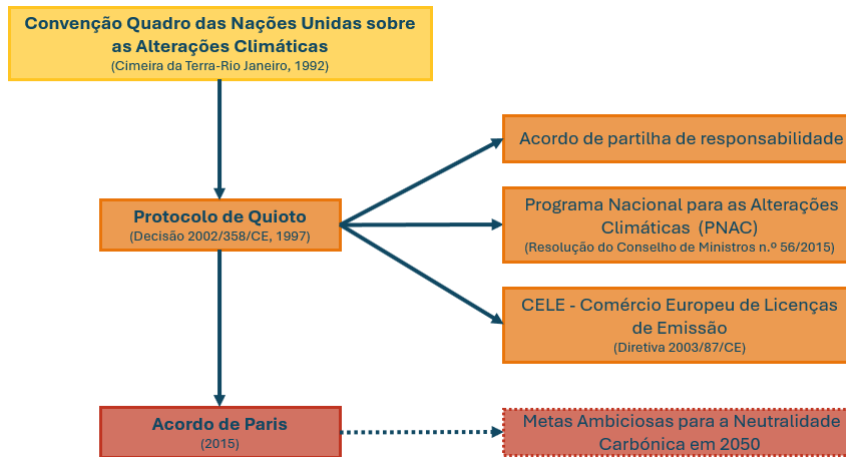 Convenção Quadro das Nações Unidas sobre
as Alterações Climáticas
(Cimeira da Terra-Rio Janeiro, 1992)
Acordo de partilha de responsabilidade
Protocolo de Quioto
(Decisão 2002/358/CE, 1997)
Programa Nacional para as Alterações
Climáticas (PNAC)
(Resolução do Conselho de Ministros n.º 56/2015)
CELE - Comércio Europeu de Licenças
de Emissão
(Diretiva 2003/87/CE)
Acordo de Paris
(2015)
Metas Ambiciosas para a Neutralidade
Carbónica em 2050